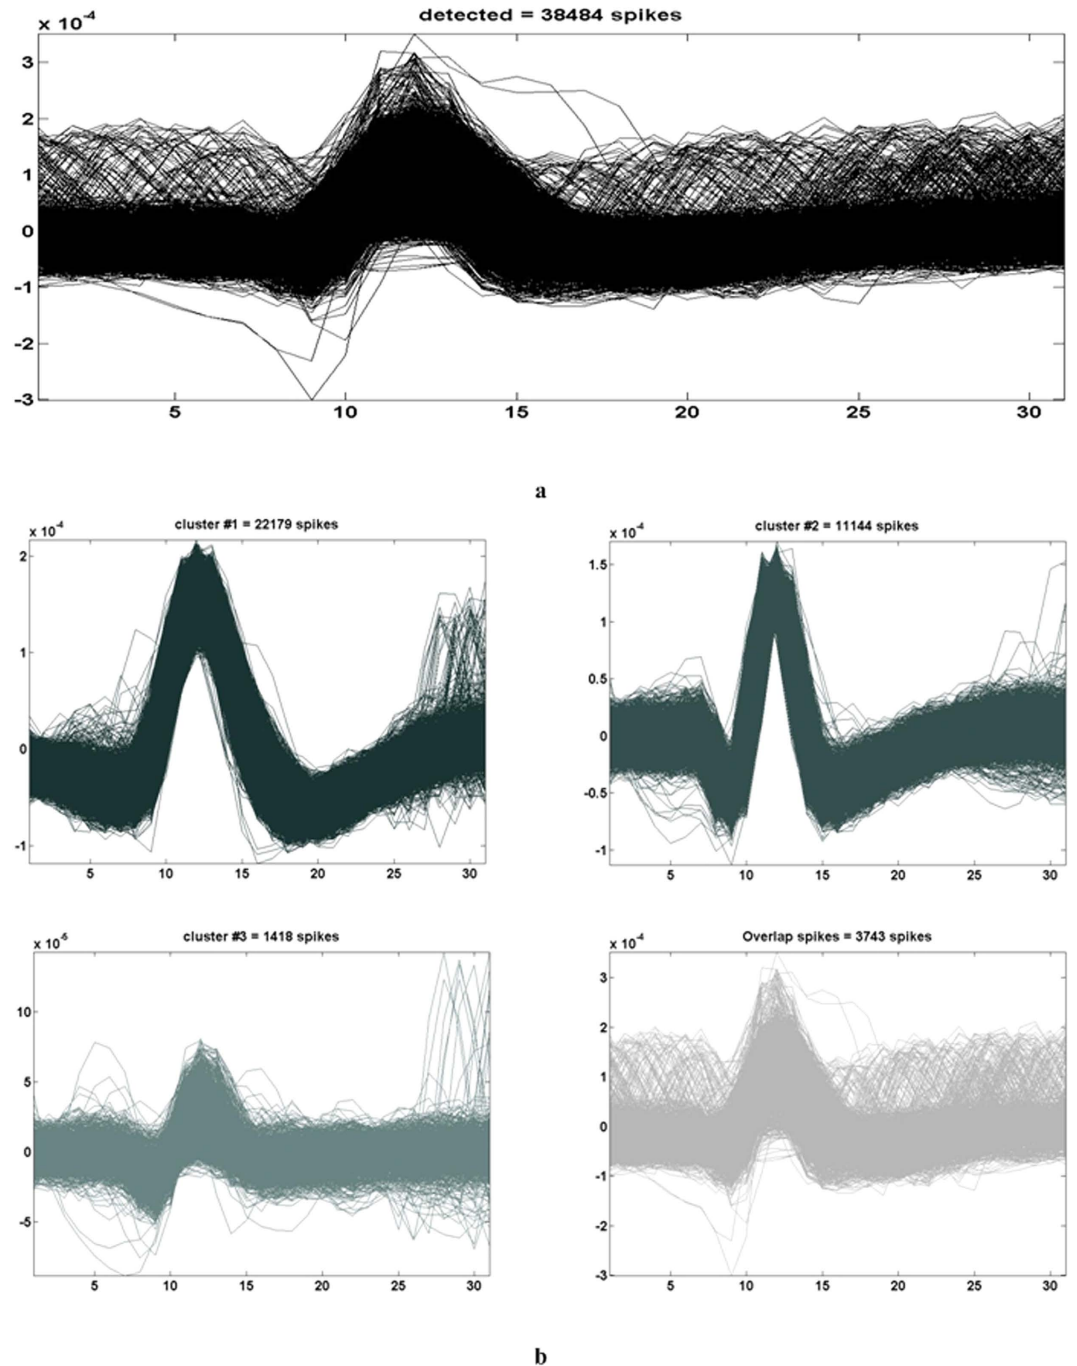 detected = 38484 spikes
x 10-4
3
2
1
0
-1
-2
-3
5 10 15 20 25 30
a
cluster #1 = 22179 spikes
x 10-4
2
1
0
-1
5 10 15 20 25 30
cluster #2 = 11144 spikes
x 10-4
1.5
1
0.5
0
-0.5
-1
5 10 15 20 25 30
cluster #3 = 1418 spikes
x 10-5
10
5
0
-5
5 10 15 20 25 30
Overlap spikes = 3743 spikes
x 10-4
3
2
1
0
-1
-2
-3
5 10 15 20 25 30
b